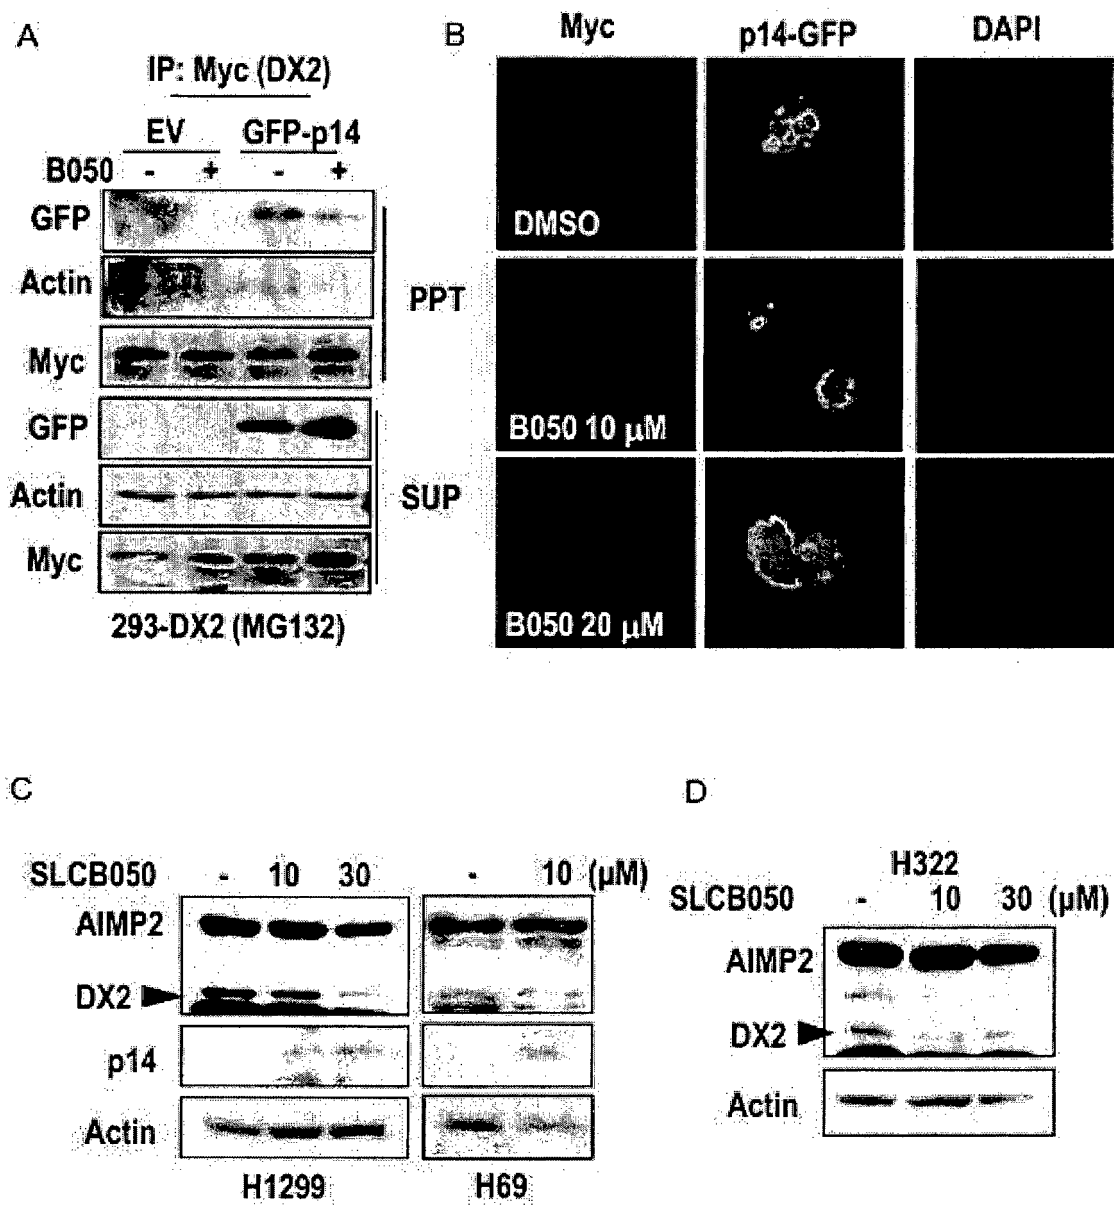 A
IP: Myc (DX2)
EV GFP-p14
B050 - + - +
GFP
Actin
Myc
PPT
GFP
Actin
Myc
SUP
293-DX2 (MG132)
B
Myc p14-GFP DAPI
DMSO
B050 10 μM
B050 20 μM
C
SLCB050 - 10 30 - 10 (μM)
AIMP2
DX2
p14
Actin
H1299 H69
D
H322
SLCB050 - 10 30 (μM)
AIMP2
DX2
Actin